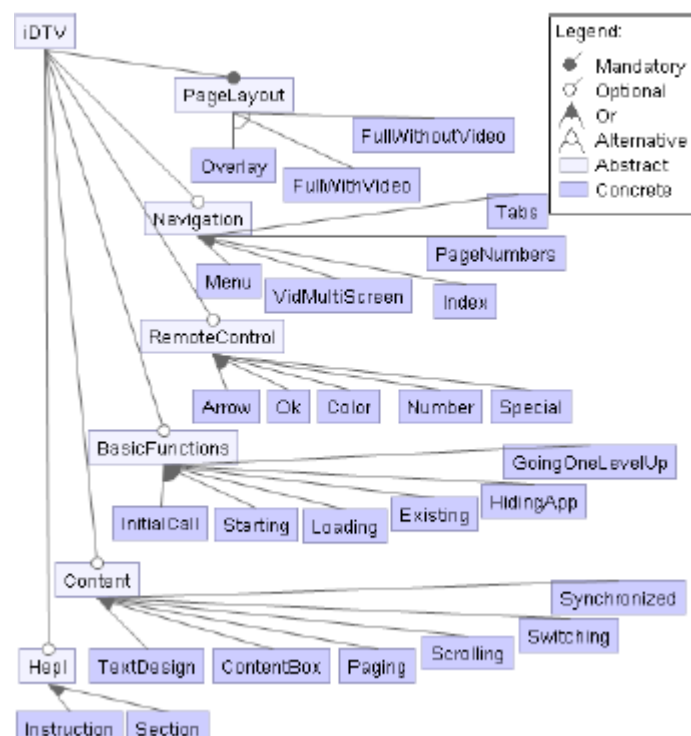 iDTV
Legend:
Mandatory
Optional
Or
Alternative
Abstract
Concrete
PageLayout
FullWithoutVideo
Overlay
FullWithVideo
Navigation
Tabs
PageNumbers
Menu
VidMultiScreen
Index
RemoteControl
Arrow
Ok
Color
Number
Special
BasicFunctions
GoingOneLevelUp
HidingApp
Existing
Loading
Starting
InitialCall
Content
Synchronized
Switching
Scrolling
Paging
ContentBox
TextDesign
Hepl
Instruction
Section